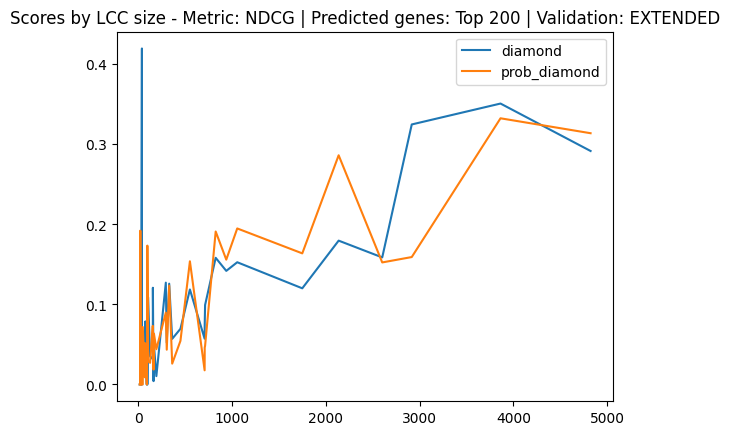 Scores by LCC size - Metric: NDCG | Predicted genes: Top 200 | Validation: EXTENDED
diamond
prob_diamond
0.4
0.3
0.2
0.1
0.0
0 1000 2000 3000 4000 5000